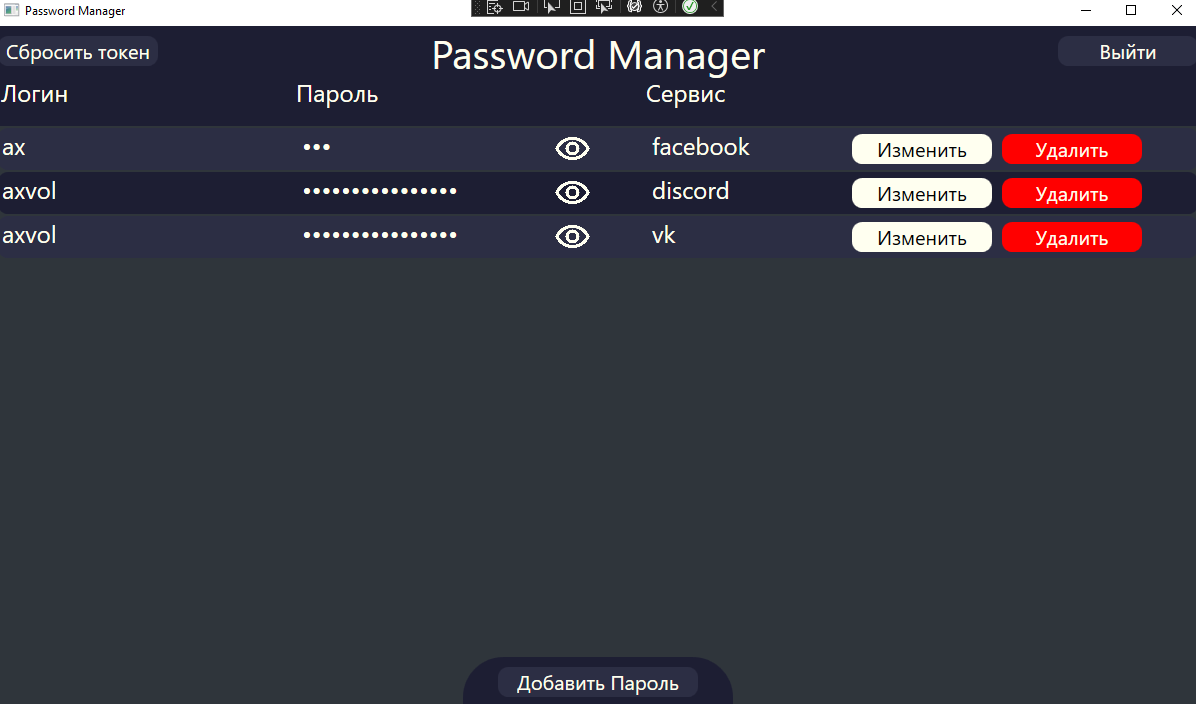 Password Manager
Сбросить токен Password Manager Выйти
Логин Пароль Сервис
ax ••• facebook Изменить Удалить
axvol •••••••••••••••• discord Изменить Удалить
axvol •••••••••••••••• vk Изменить Удалить
Добавить Пароль